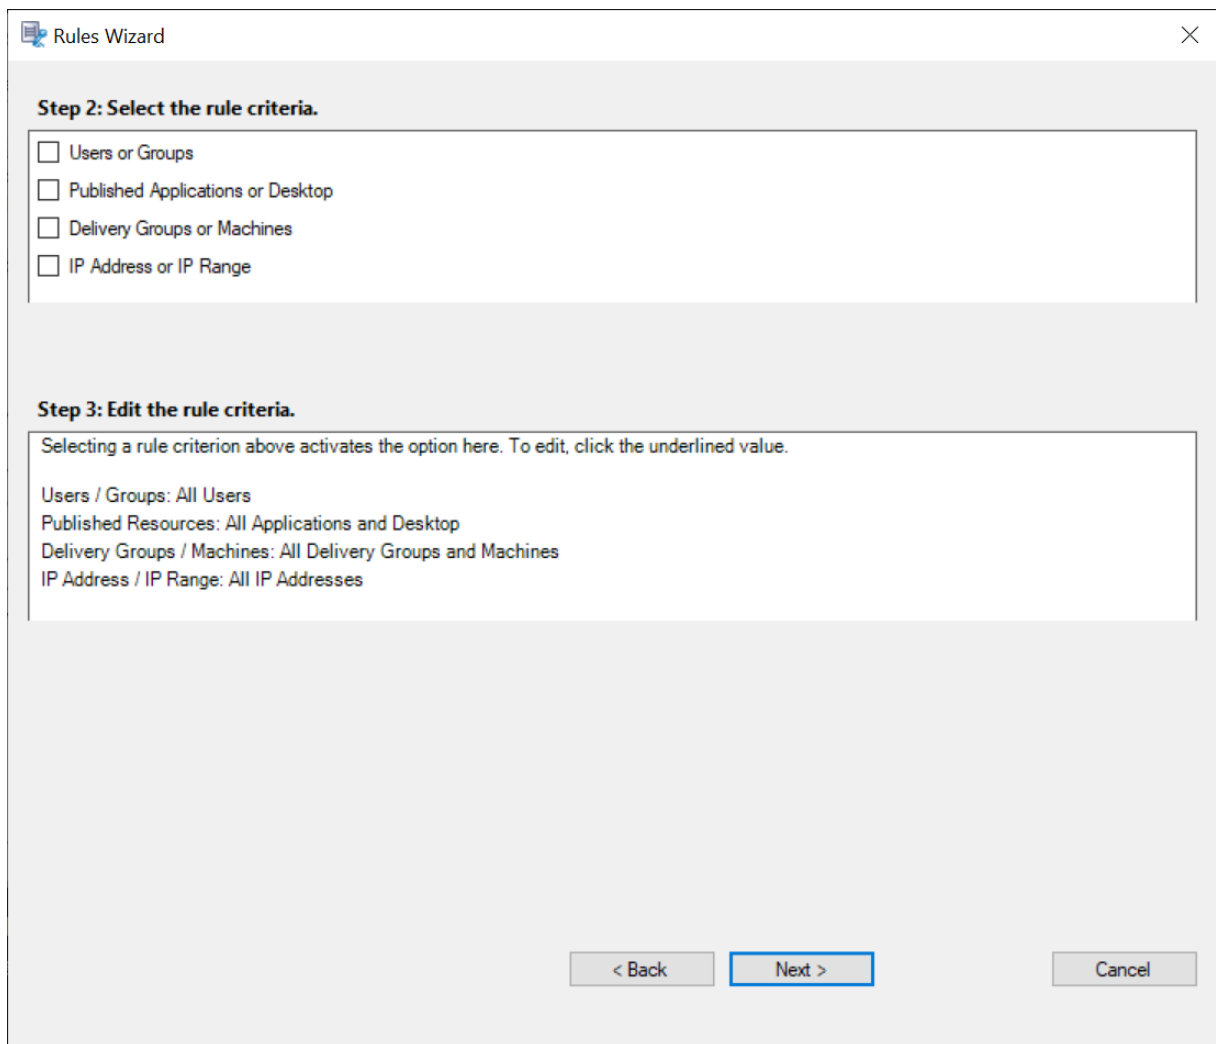 Rules Wizard
Step 2: Select the rule criteria.
Users or Groups
Published Applications or Desktop
Delivery Groups or Machines
IP Address or IP Range
Step 3: Edit the rule criteria.
Selecting a rule criterion above activates the option here. To edit, click the underlined value.
Users / Groups: All Users
Published Resources: All Applications and Desktop
Delivery Groups / Machines: All Delivery Groups and Machines
IP Address / IP Range: All IP Addresses
< Back Next > Cancel